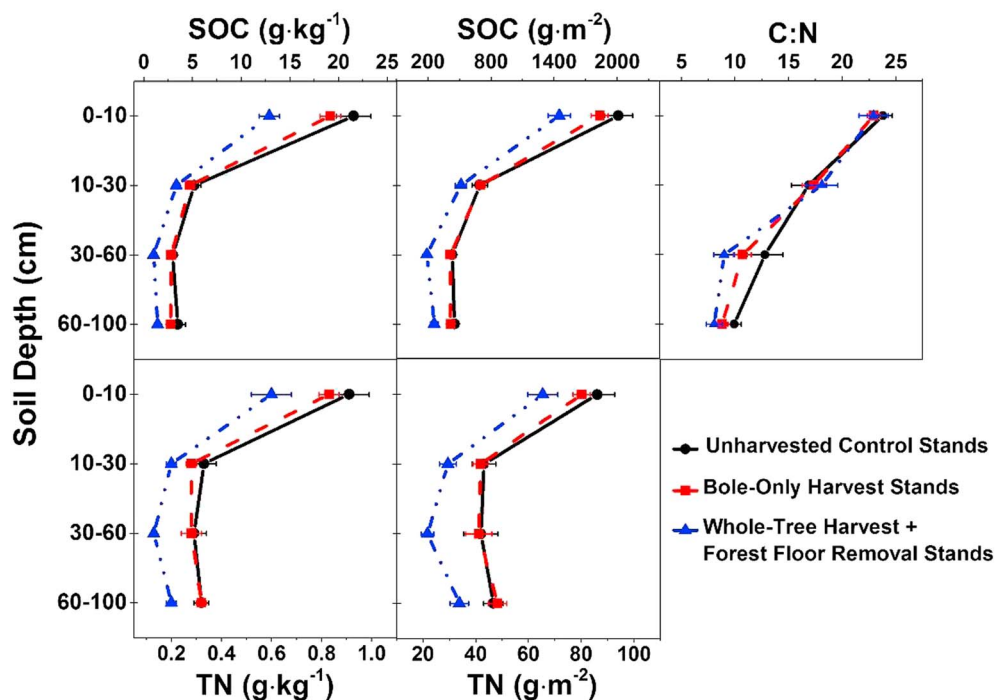 SOC (g·kg⁻¹) SOC (g·m⁻²) C:N
0 5 10 15 20 25 200 800 1400 2000 5 10 15 20 25
Soil Depth (cm)
0-10
10-30
30-60
60-100
0-10
10-30
30-60
60-100
Unharvested Control Stands
Bole-Only Harvest Stands
Whole-Tree Harvest +
Forest Floor Removal Stands
0.2 0.4 0.6 0.8 1.0 20 40 60 80 100
TN (g·kg⁻¹) TN (g·m⁻²)